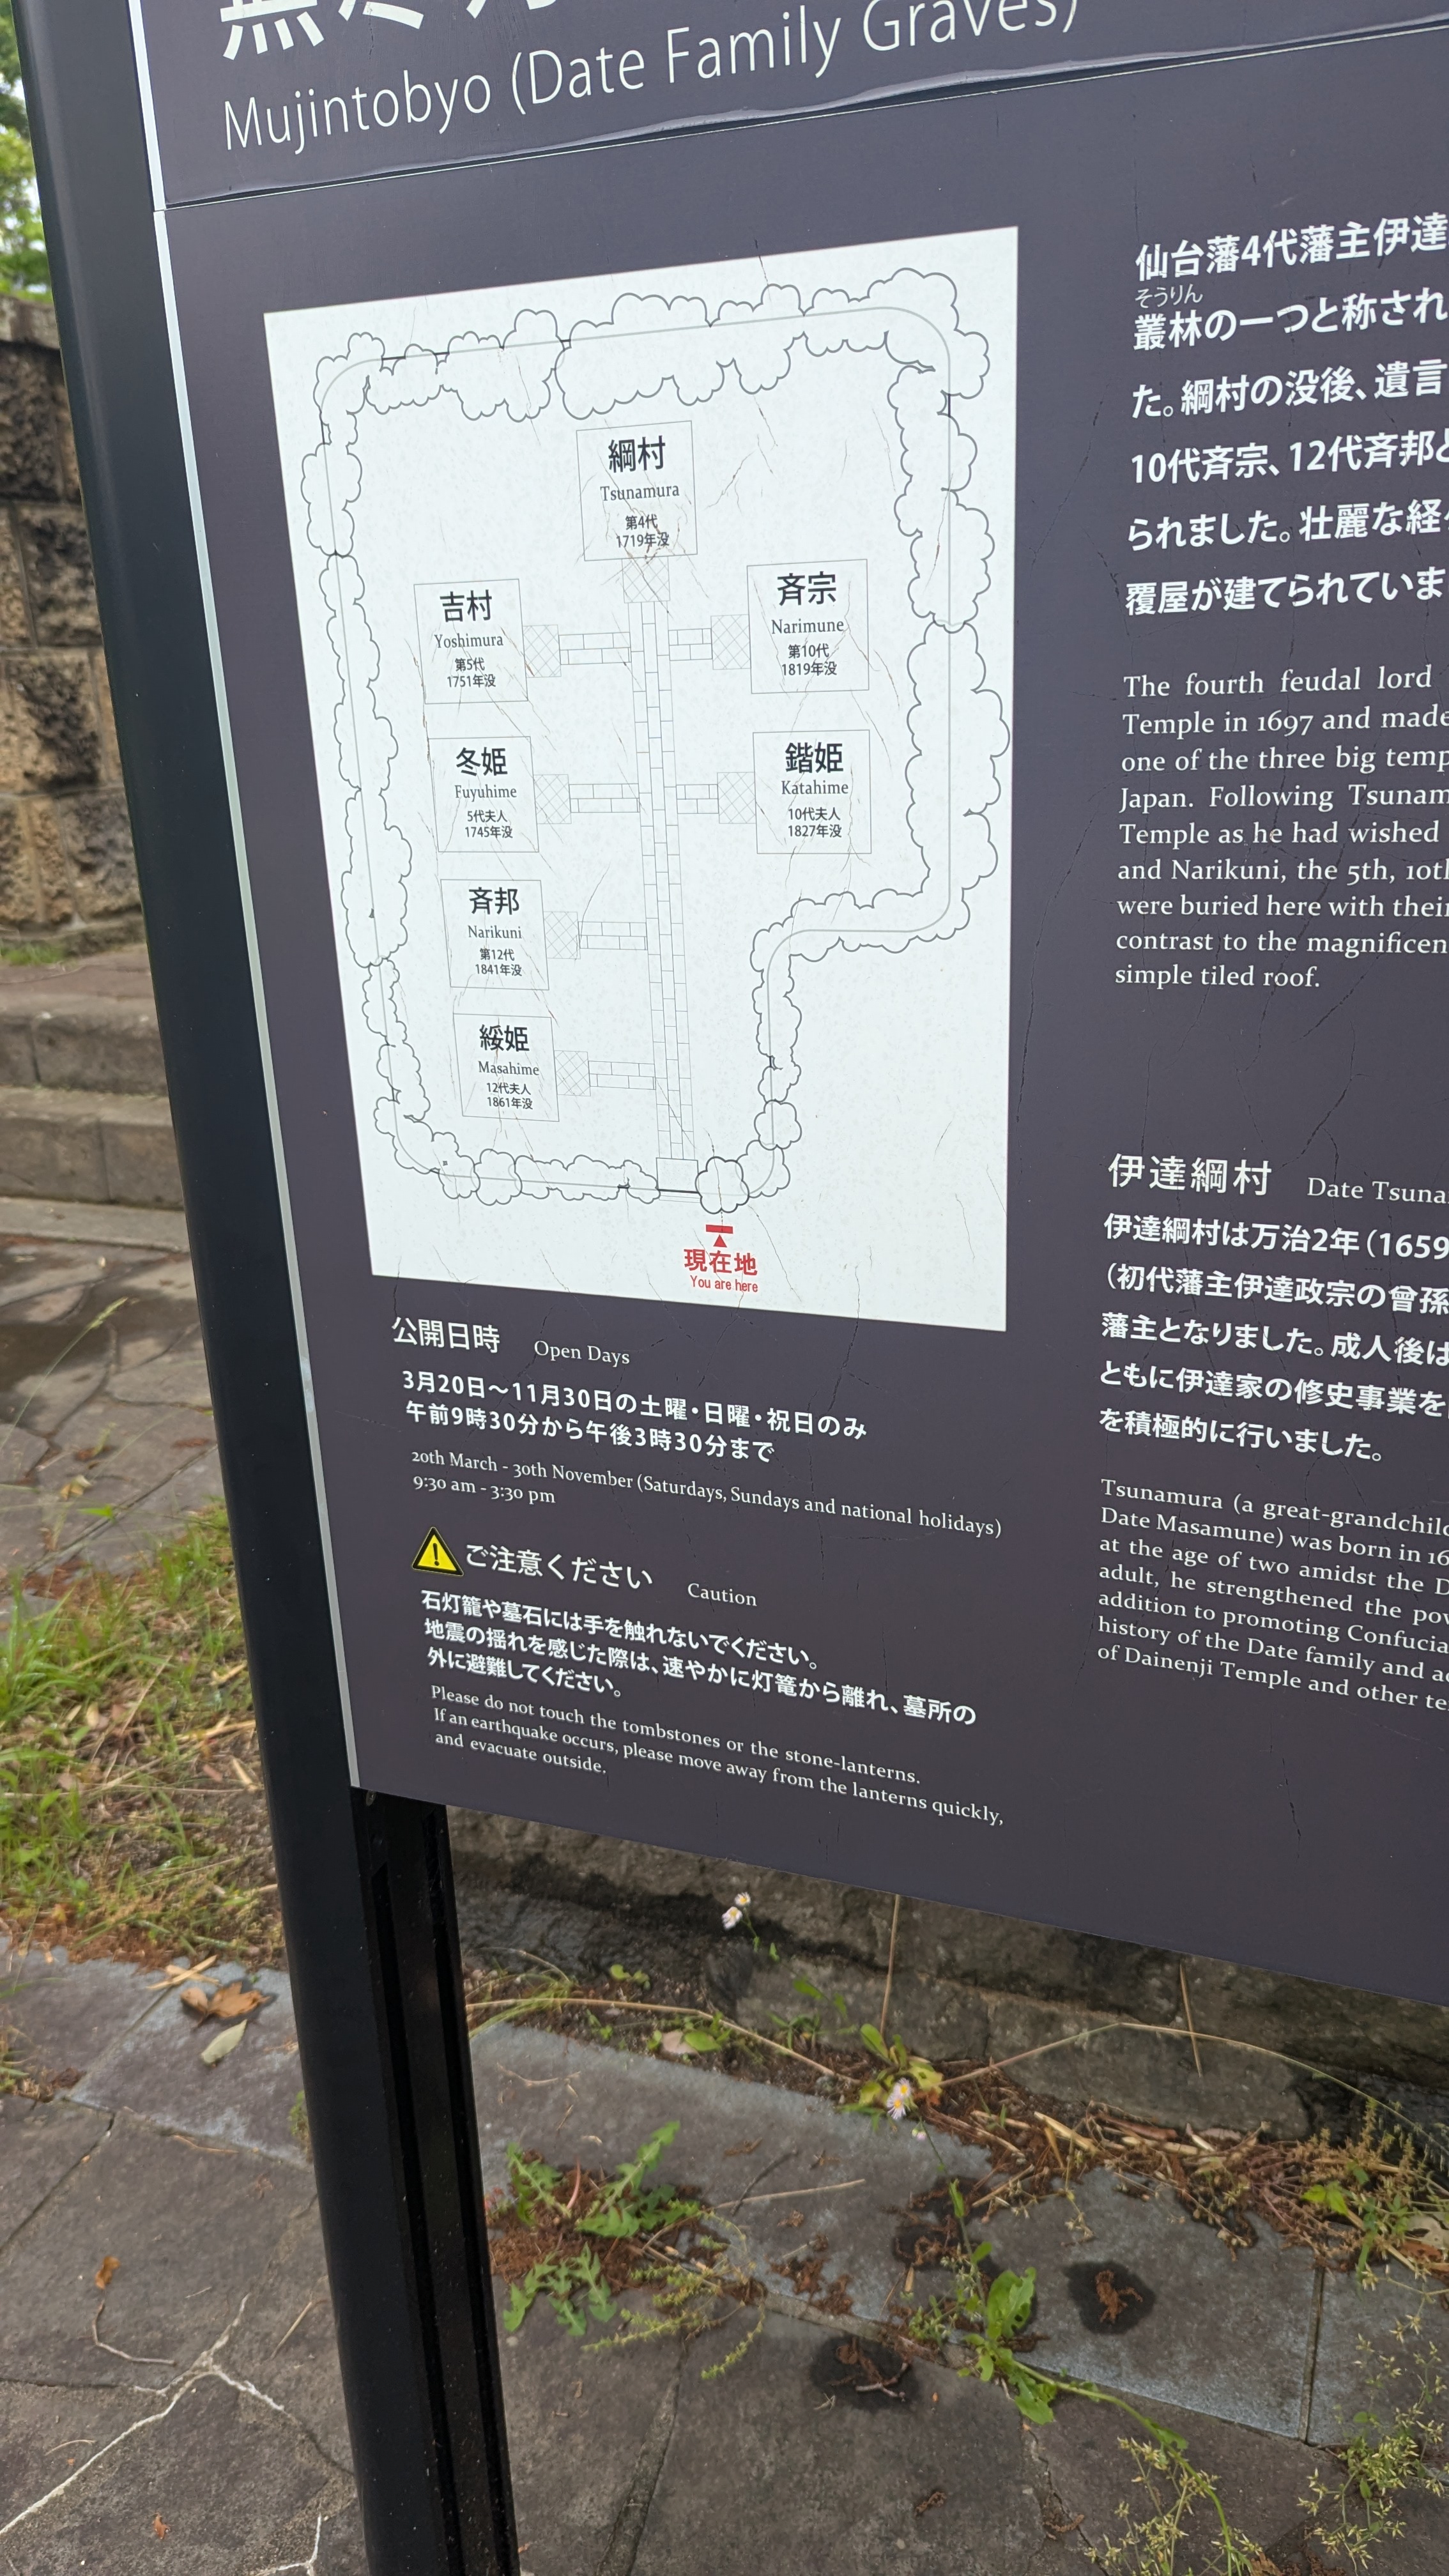 Mujintobyo (Date Family Graves)
綱村
Tsunamura
第4代
1719年没
吉村
Yoshimura
第5代
1751年没
斉宗
Narimune
第10代
1819年没
冬姫
Fuyuhime
5代夫人
1745年没
鍇姫
Katahime
10代夫人
1827年没
斉邦
Narikuni
第12代
1841年没
綏姫
Masahime
12代夫人
1861年没
現在地
You are here
公開日時 Open Days
3月20日～11月30日の土曜・日曜・祝日のみ
午前9時30分から午後3時30分まで
20th March - 30th November (Saturdays, Sundays and national holidays)
9:30 am - 3:30 pm
ご注意ください Caution
石灯籠や墓石には手を触れないでください。
地震の揺れを感じた際は、速やかに灯篭から離れ、墓所の
外に避難してください。
Please do not touch the tombstones or the stone-lanterns.
If an earthquake occurs, please move away from the lanterns quickly,
and evacuate outside.
仙台藩4代藩主伊達
そうりん
叢林の一つと称され
た。綱村の没後、遺言
10代斉宗、12代斉邦と
られました。壮麗な経
覆屋が建てられていま
The fourth feudal lord
Temple in 1697 and made
one of the three big temp
Japan. Following Tsunam
Temple as he had wished
and Narikuni, the 5th, 10th
were buried here with their
contrast to the magnificen
simple tiled roof.
伊達綱村 Date Tsuna
伊達綱村は万治2年（1659
（初代藩主伊達政宗の曾孫
藩主となりました。成人後は
ともに伊達家の修史事業を
を積極的に行いました。
Tsunamura (a great-grandchild
Date Masamune) was born in 16
at the age of two amidst the D
adult, he strengthened the pow
addition to promoting Confucia
history of the Date family and ac
of Dainenji Temple and other te